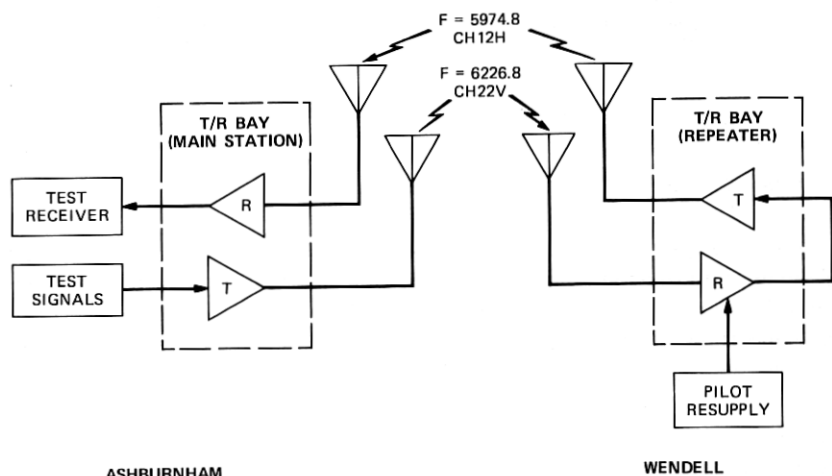 F = 5974.8
CH12H
F = 6226.8
CH22V
T/R BAY
(MAIN STATION)
T/R BAY
(REPEATER)
TEST
RECEIVER
R
T
TEST
SIGNALS
T
R
PILOT
RESUPPLY
ASHBURNHAM
WENDELL